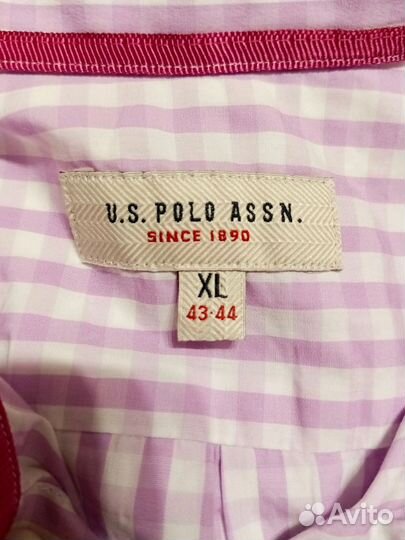 U.S. POLO ASSN.
SINCE 1890
XL
43-44
Avito